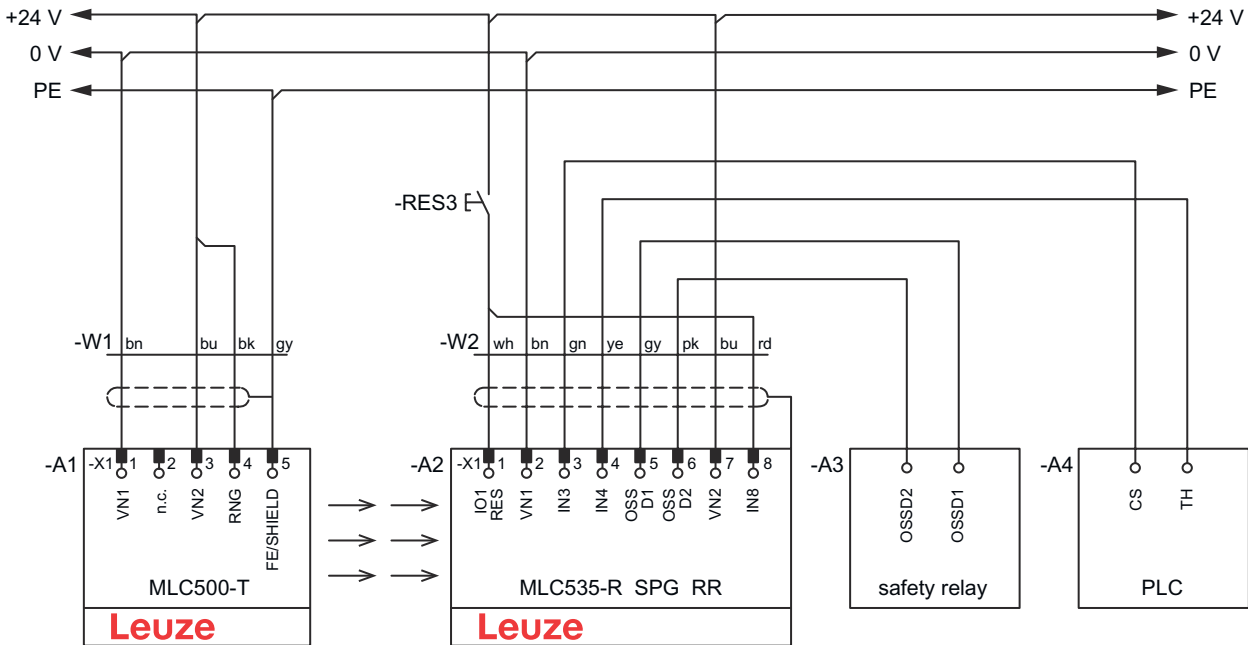 +24 V +24 V
0 V 0 V
PE PE
-RES3
-W1 bn bu bk gy
-W2 wh bn gn ye gy pk bu rd
-A1 -X1 1 2 3 4 5
VN1 n.c. VN2 RNG FE/SHIELD
MLC500-T
Leuze
-A2 -X1 1 2 3 4 5 6 7 8
IO1 RES VN1 IN3 IN4 OSS D1 OSS D2 VN2 IN8
MLC535-R SPG RR
Leuze
-A3
OSSD2 OSSD1
safety relay
-A4
CS TH
PLC